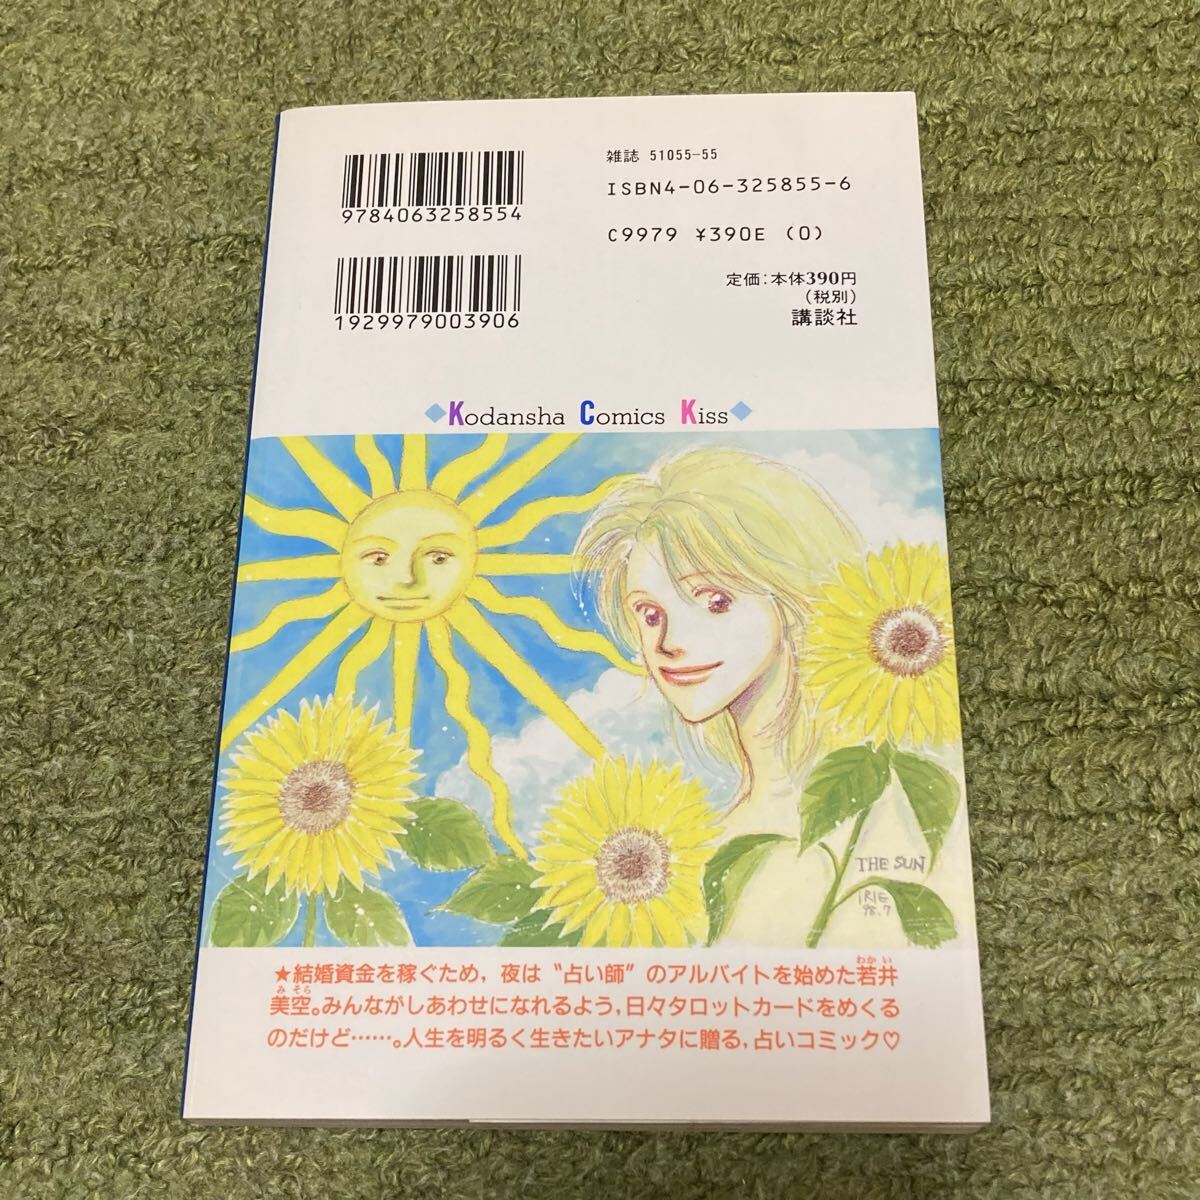 雑誌 51055-55
ISBN4-06-325855-6
9784063258554
C9979 ¥390E (0)
1929979003906
定価：本体390円
（税別）
講談社
Kodansha Comics Kiss
THE SUN
IRIE
98.7
★結婚資金を稼ぐため，夜は〝占い師〟のアルバイトを始めた若井
わかい
美空。みんながしあわせになれるよう，日々タロットカードをめくる
みそら
のだけど……。人生を明るく生きたいアナタに贈る，占いコミック♡